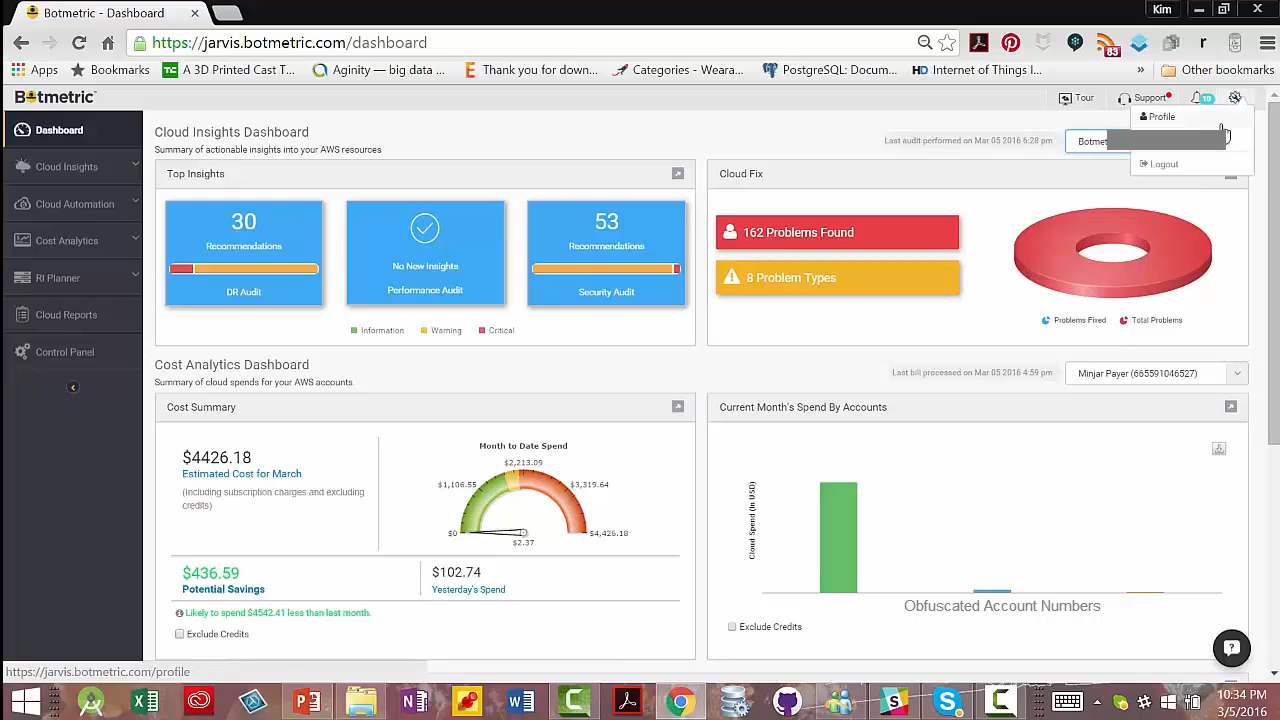 Botmetric - Dashboard
Kim
https://jarvis.botmetric.com/dashboard
83
Apps
Bookmarks
A 3D Printed Cast T...
Aginity — big data ...
Thank you for down...
Categories - Wwra...
PostgreSQL: Docum...
Internet of Things I...
»
Other bookmarks
Botmetric
Tour
Support
10
Profile
Logout
Dashboard
Cloud Insights
Cloud Automation
Cost Analytics
RI Planner
Cloud Reports
Control Panel
Cloud Insights Dashboard
Summary of actionable insights into your AWS resources
Last audit performed on Mar 05 2016 6:28 pm
Botmet
Top Insights
30
Recommendations
DR Audit
No New Insights
Performance Audit
53
Recommendations
Security Audit
Information
Warning
Critical
Cloud Fix
162 Problems Found
8 Problem Types
Problems Fixed
Total Problems
Cost Analytics Dashboard
Summary of cloud spends for your AWS accounts
Last bill processed on Mar 05 2016 4:59 pm
Minjar Payer (665591046527)
Cost Summary
$4426.18
Estimated Cost for March
(Including subscription charges and excluding
credits)
Month to Date Spend
$2,213.09
$1,106.55
$3,319.64
$0
$4,426.18
$2.37
$436.59
Potential Savings
$102.74
Yesterday's Spend
Likely to spend $4542.41 less than last month.
Exclude Credits
Current Month's Spend By Accounts
Cloud Spend (In USD)
Obfuscated Account Numbers
Exclude Credits
https://jarvis.botmetric.com/profile
10:34 PM
3/5/2016